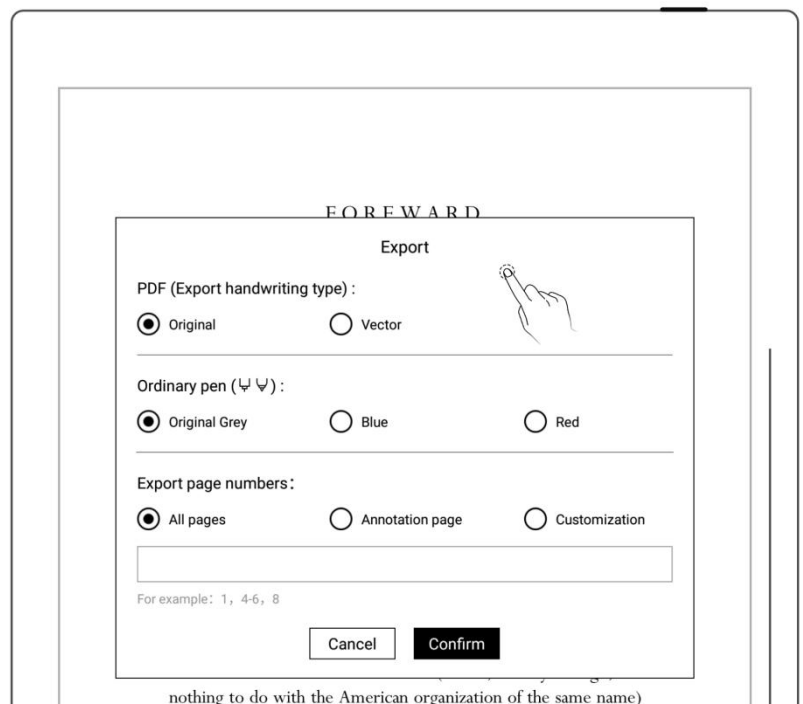 FOREWARD
Export
PDF (Export handwriting type) :
Original Vector
Ordinary pen ( ) :
Original Grey Blue Red
Export page numbers：
All pages Annotation page Customization
For example： 1， 4-6， 8
Cancel Confirm
nothing to do with the American organization of the same name)